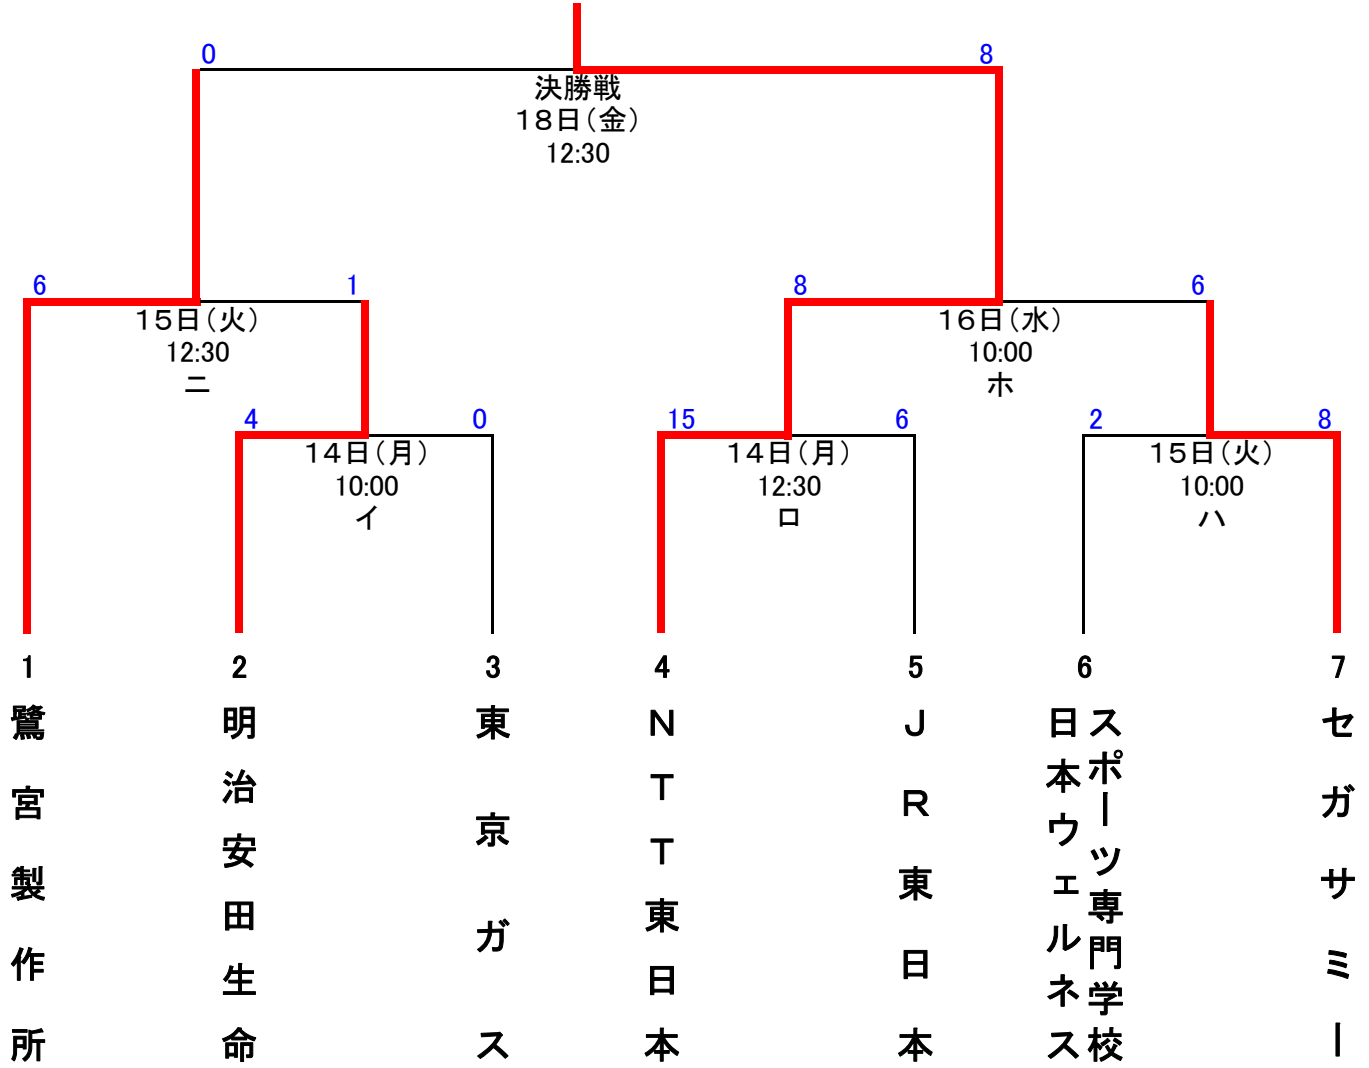 0 8
決勝戦
18日（金）
12:30
6 1 8 6
15日（火） 16日（水）
12:30 10:00
ニ ホ
4 0 15 6 2 8
14日（月） 14日（月） 15日（火）
10:00 12:30 10:00
イ ロ ハ
1 2 3 4 5 6 7
鷺宮製作所
明治安田生命
東京ガス
NTT東日本
JR東日本
日本ウェルネス
スポーツ専門学校
セガサミー